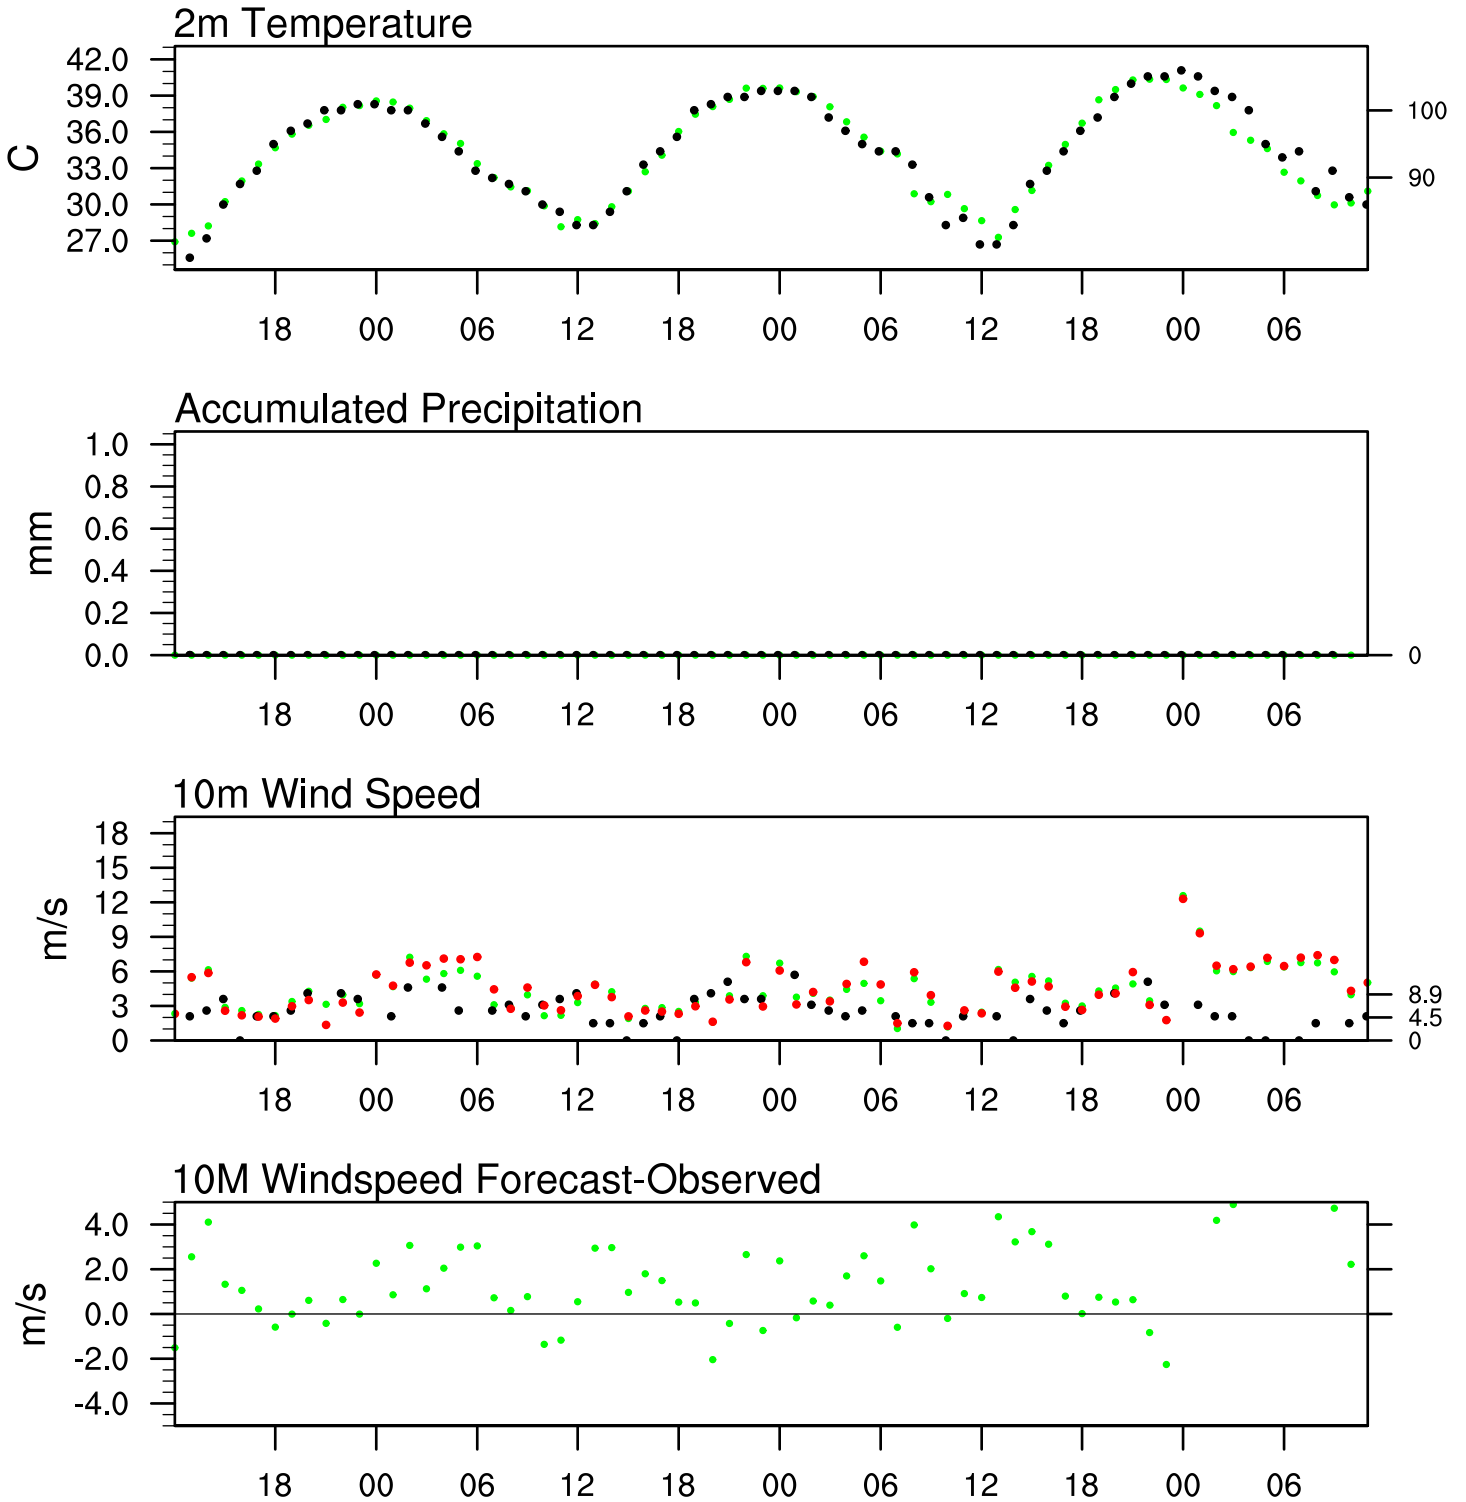 2m Temperature
42.0
39.0
36.0
33.0
30.0
27.0
C
100
90
18 00 06 12 18 00 06 12 18 00 06
Accumulated Precipitation
1.0
0.8
0.6
0.4
0.2
0.0
mm
0
18 00 06 12 18 00 06 12 18 00 06
10m Wind Speed
18
15
12
9
6
3
0
m/s
8.9
4.5
0
18 00 06 12 18 00 06 12 18 00 06
10M Windspeed Forecast-Observed
4.0
2.0
0.0
-2.0
-4.0
m/s
18 00 06 12 18 00 06 12 18 00 06